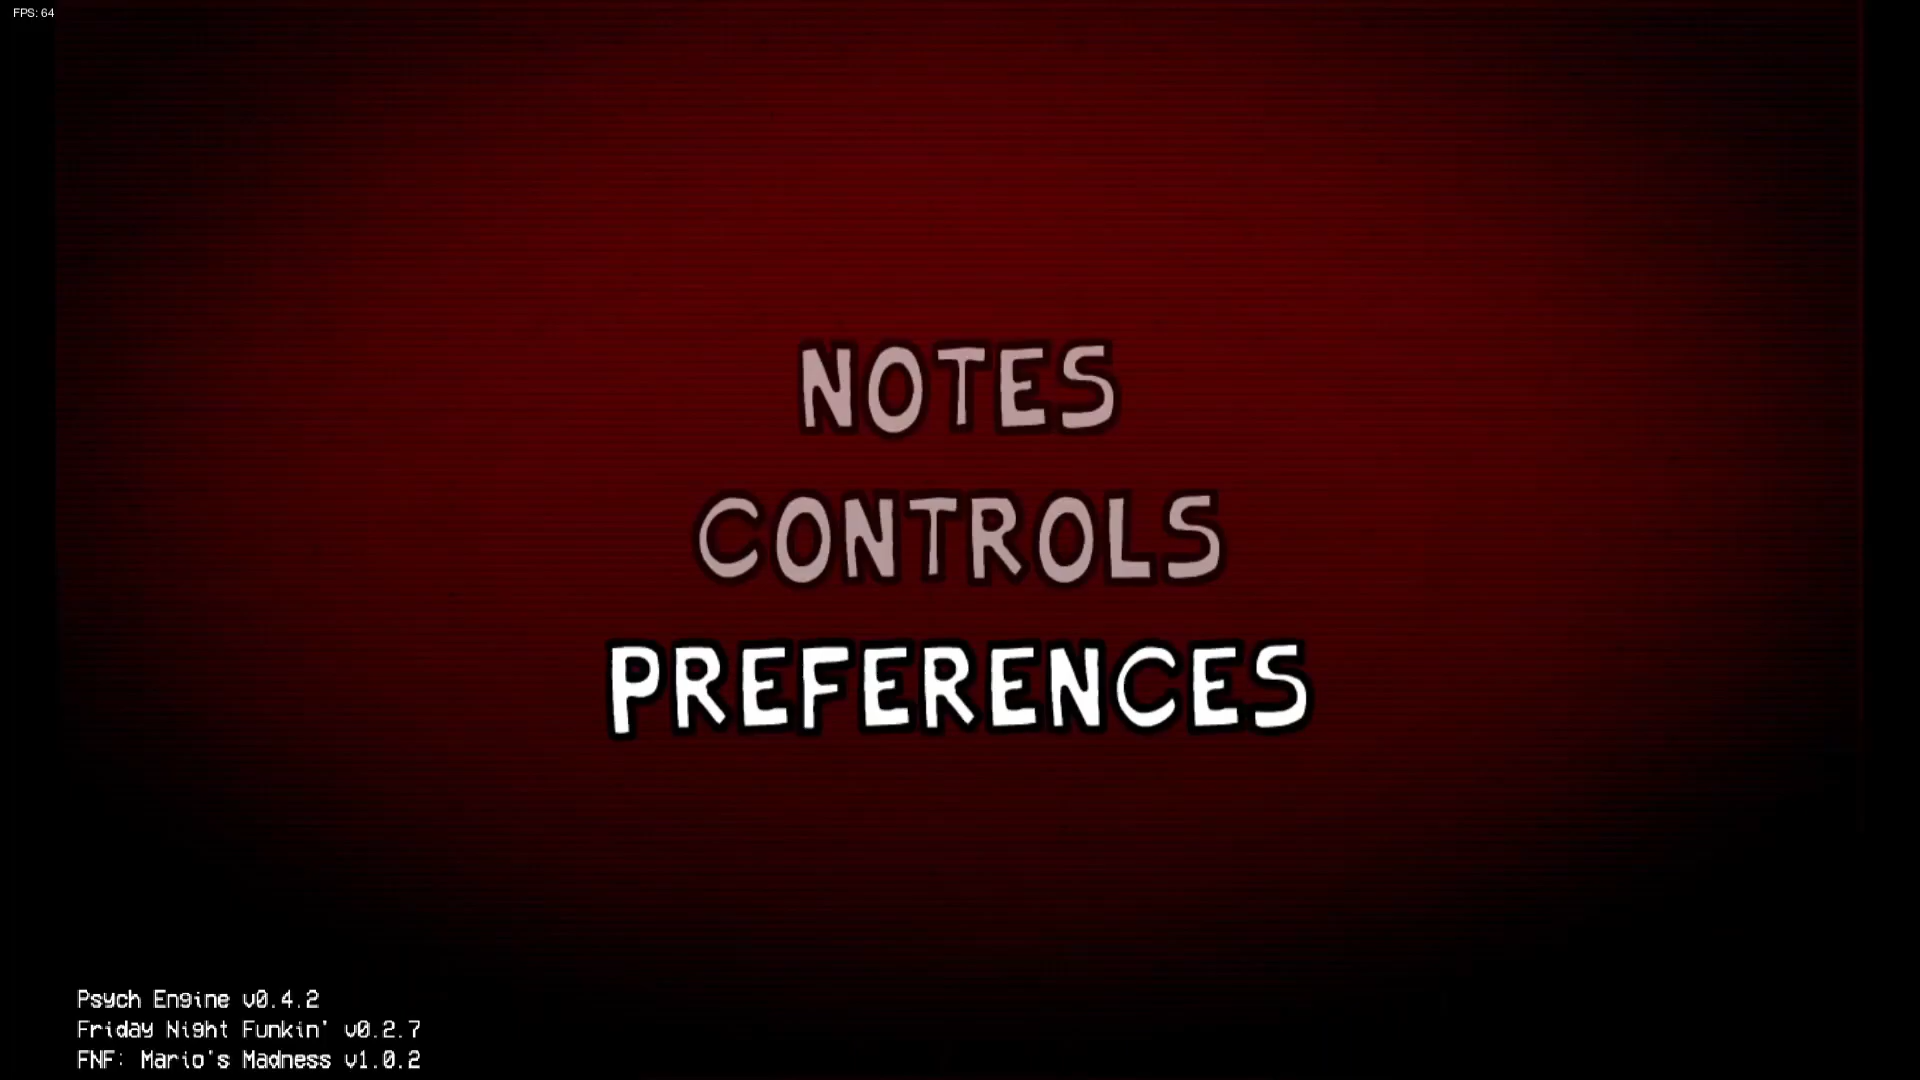 FPS: 64
NOTES
CONTROLS
PREFERENCES
Psych Engine v0.4.2
Friday Night Funkin' v0.2.7
FNF: Mario's Madness v1.0.2